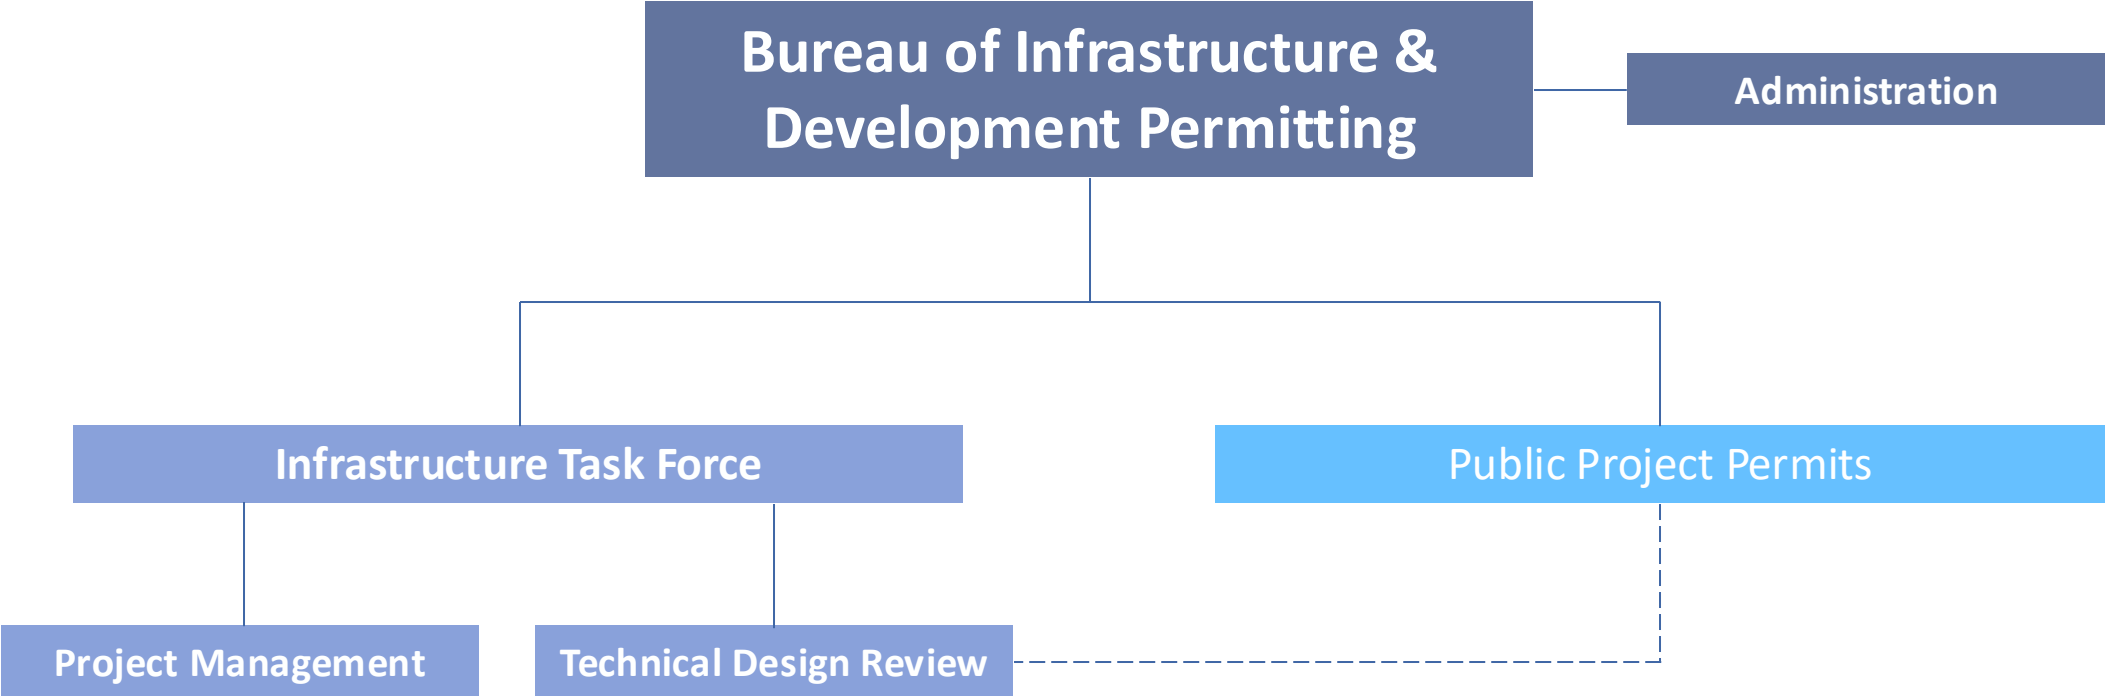 Bureau of Infrastructure &
Development Permitting
Administration
Infrastructure Task Force
Public Project Permits
Project Management
Technical Design Review